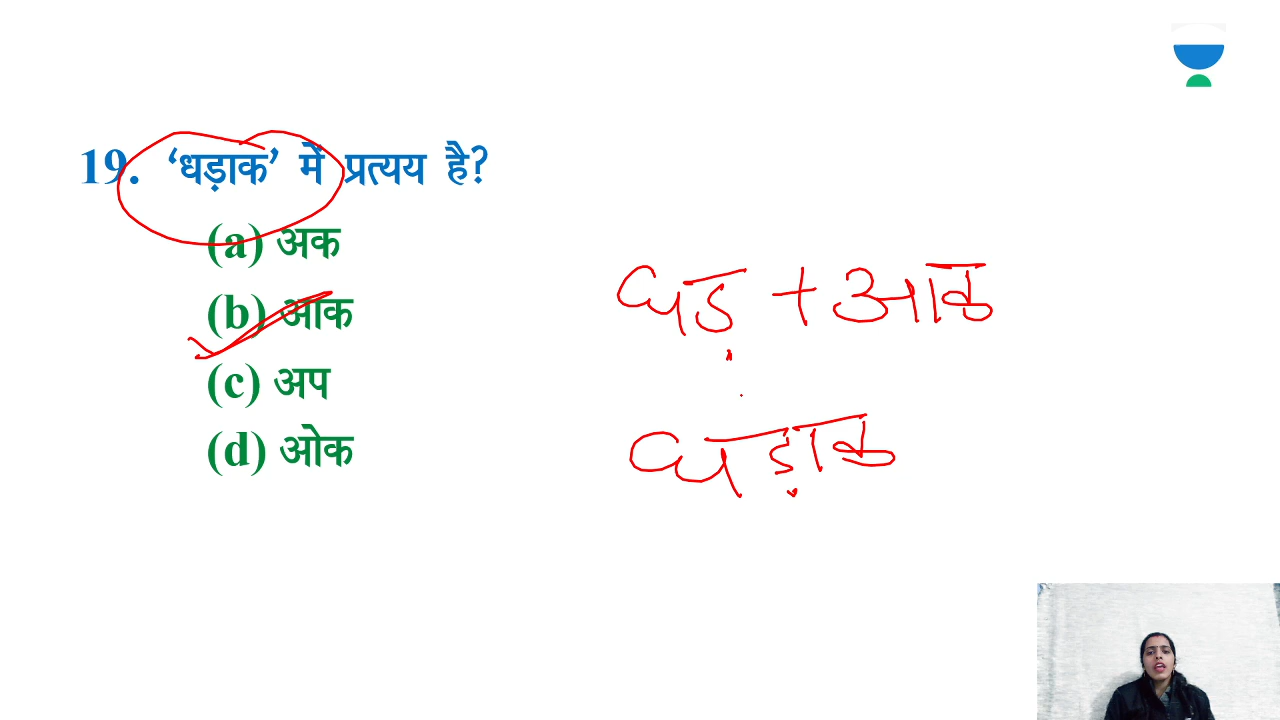 19. ‘धड़ाक’ में प्रत्यय है?
(a) अक
(b) आक
धड़ + आक
(c) अप
(d) ओक
धड़ाक